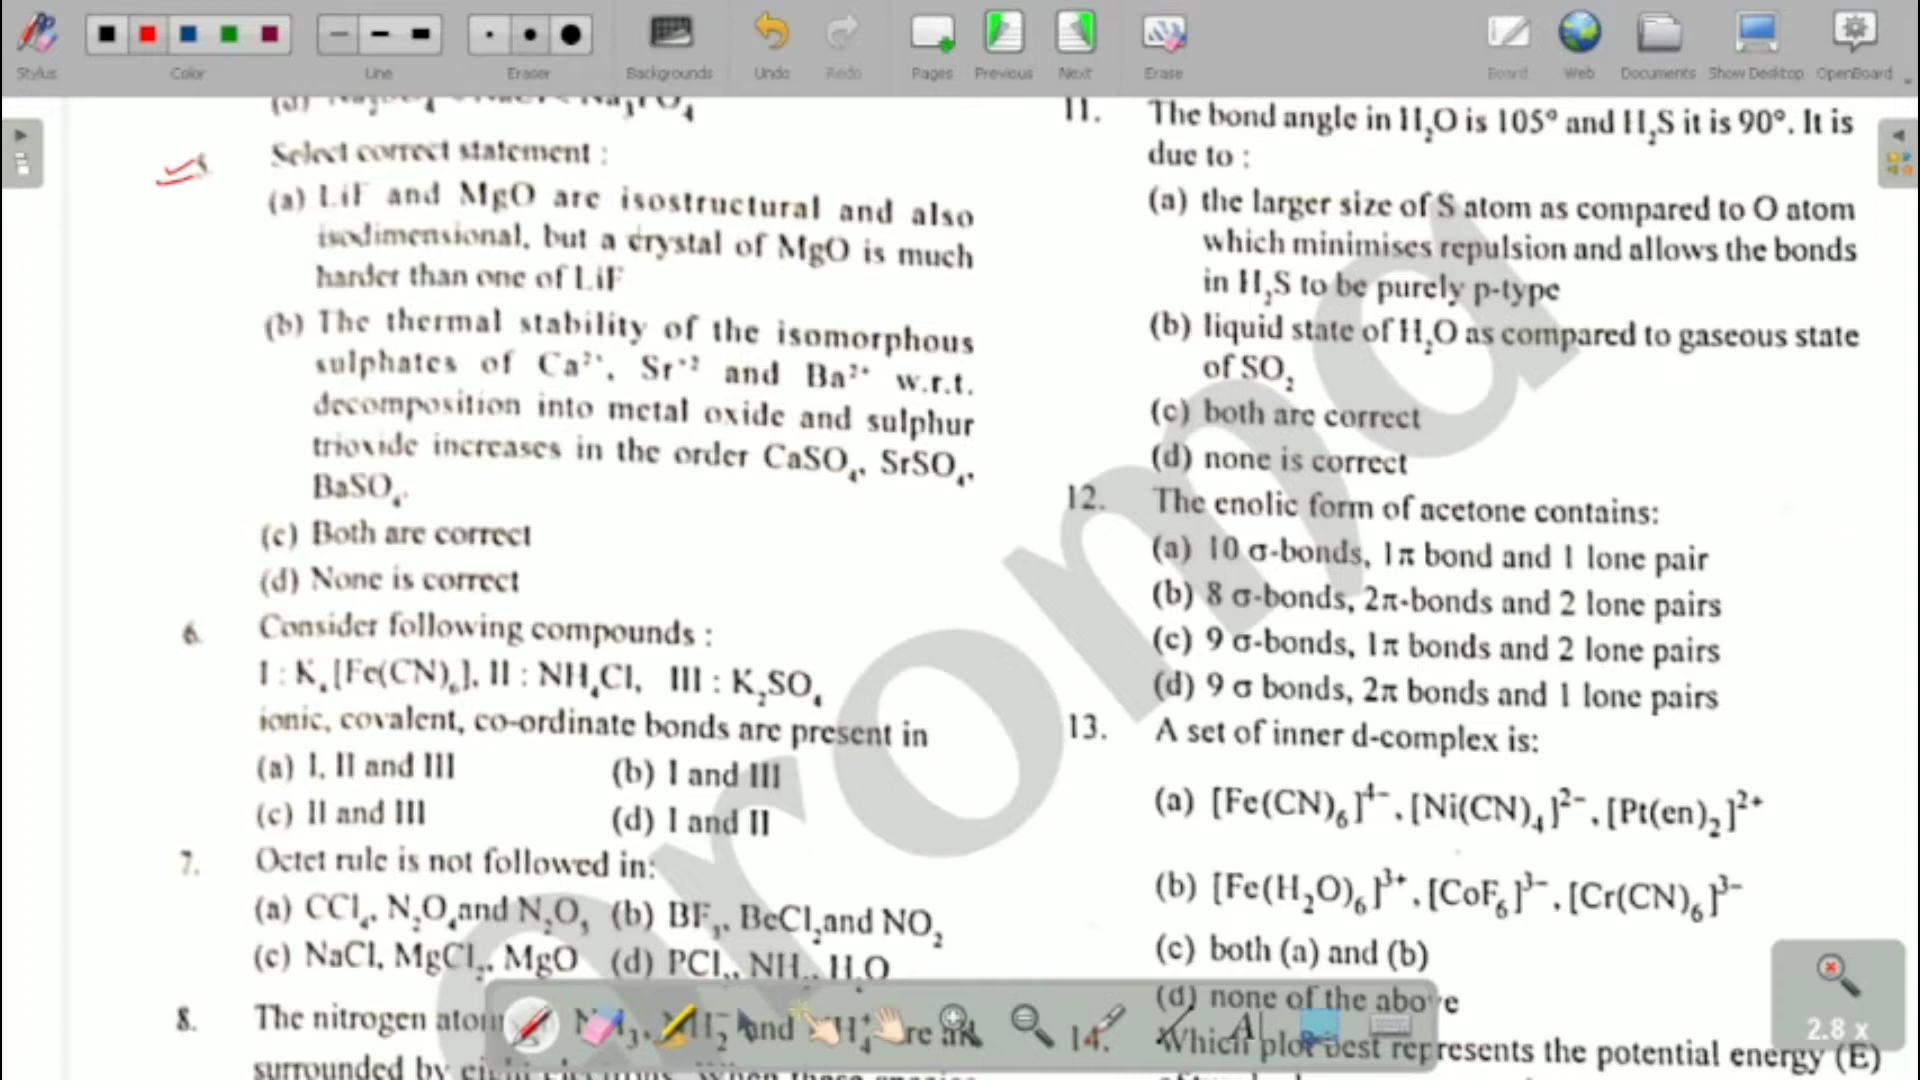 Stylus
Color
Line
Eraser
Backgrounds
Undo
Redo
Pages
Previous
Next
Erase
Board
Web
Documents
Show Desktop
OpenBoard
Select correct statement :
(a) LiF and MgO are isostructural and also
isodimensional, but a crystal of MgO is much
harder than one of LiF
(b) The thermal stability of the isomorphous
sulphates of Ca²⁺, Sr⁺² and Ba²⁺ w.r.t.
decomposition into metal oxide and sulphur
trioxide increases in the order CaSO₄, SrSO₄,
BaSO₄.
(c) Both are correct
(d) None is correct
6. Consider following compounds :
I : K₄[Fe(CN)₆], II : NH₄Cl, III : K₂SO₄
ionic, covalent, co-ordinate bonds are present in
(a) I, II and III (b) I and III
(c) II and III (d) I and II
7. Octet rule is not followed in:
(a) CCl₄, N₂O₄and N₂O₅ (b) BF₃, BeCl₂and NO₂
(c) NaCl, MgCl₂, MgO (d) PCl₃, NH₃, H₂O
8. The nitrogen atom and
surrounded by
11. The bond angle in H₂O is 105° and H₂S it is 90°. It is
due to :
(a) the larger size of S atom as compared to O atom
which minimises repulsion and allows the bonds
in H₂S to be purely p-type
(b) liquid state of H₂O as compared to gaseous state
of SO₂
(c) both are correct
(d) none is correct
12. The enolic form of acetone contains:
(a) 10 σ-bonds, 1π bond and 1 lone pair
(b) 8 σ-bonds, 2π-bonds and 2 lone pairs
(c) 9 σ-bonds, 1π bonds and 2 lone pairs
(d) 9 σ bonds, 2π bonds and 1 lone pairs
13. A set of inner d-complex is:
(a) [Fe(CN)₆]⁴⁻, [Ni(CN)₄]²⁻, [Pt(en)₂]²⁺
(b) [Fe(H₂O)₆]³⁺, [CoF₆]³⁻, [Cr(CN)₆]³⁻
(c) both (a) and (b)
(d) none of the above
14. Which plot best represents the potential energy (E)
2.8 x